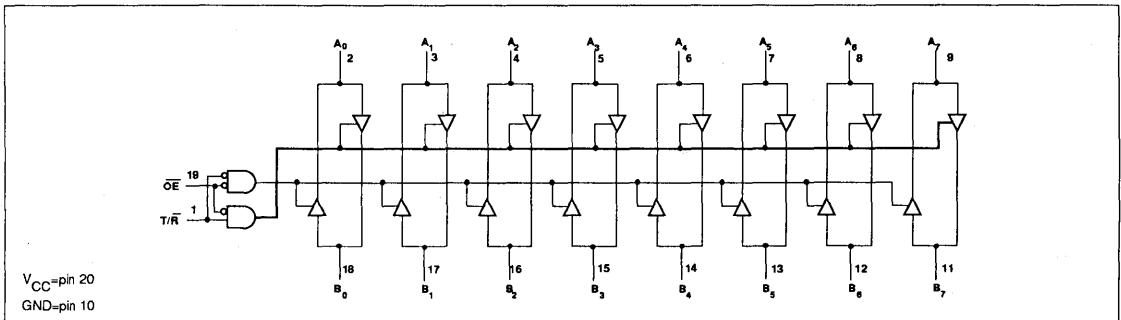 A0 A1 A2 A3 A4 A5 A6 A7
2 3 4 5 6 7 8 9
OE 19
T/R 1
18 17 16 15 14 13 12 11
B0 B1 B2 B3 B4 B5 B6 B7
VCC=pin 20
GND=pin 10